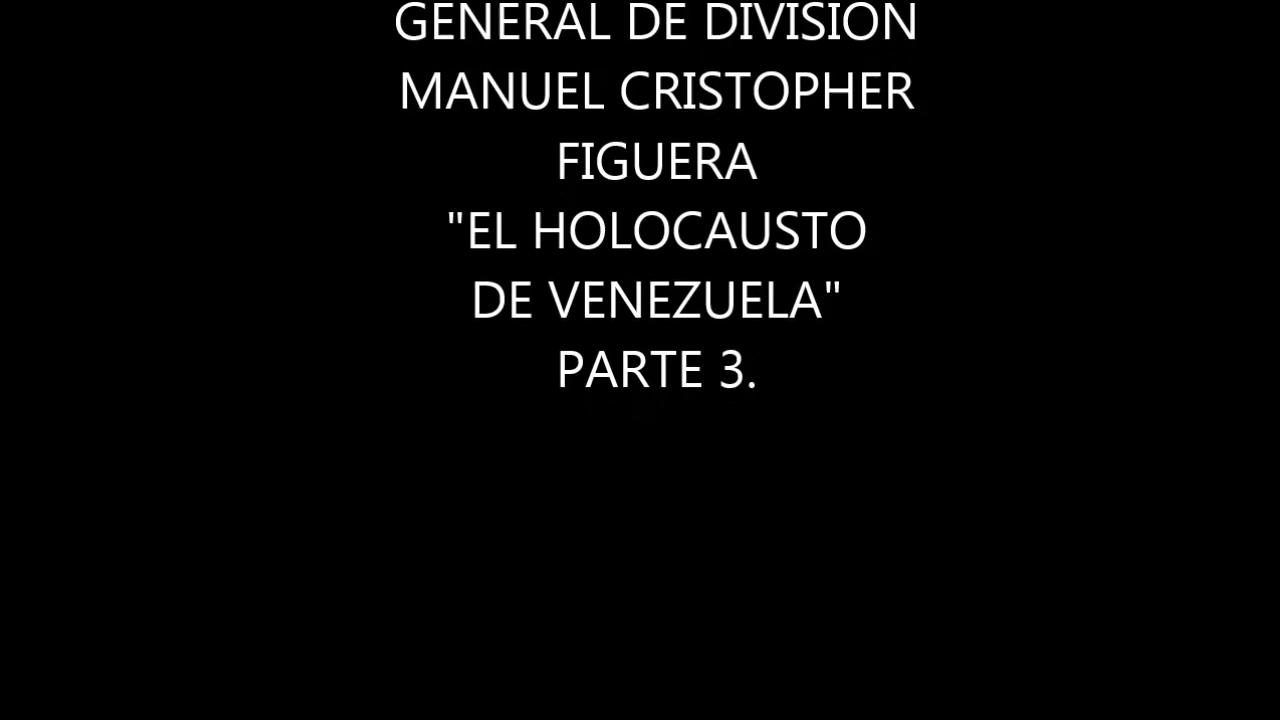 GENERAL DE DIVISION
MANUEL CRISTOPHER
FIGUERA
"EL HOLOCAUSTO
DE VENEZUELA"
PARTE 3.